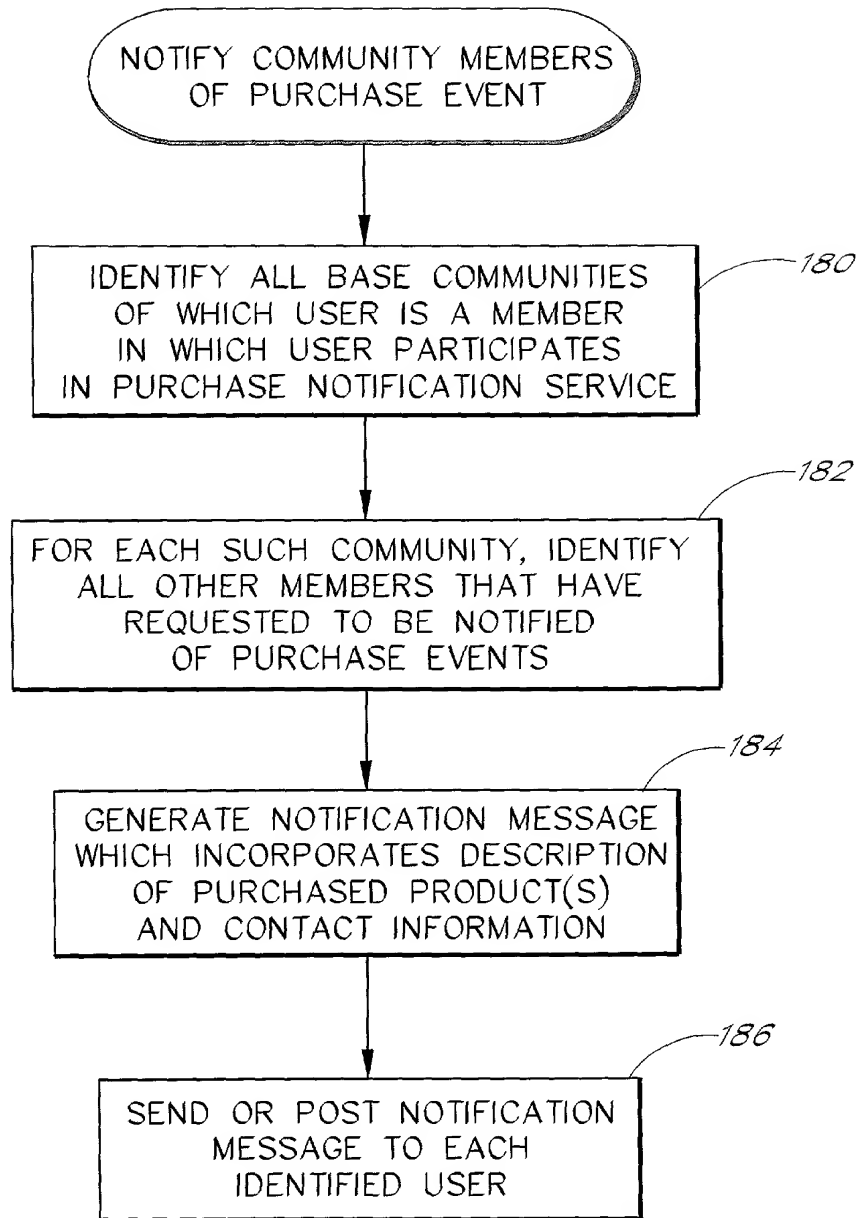 NOTIFY COMMUNITY MEMBERS
OF PURCHASE EVENT
180
IDENTIFY ALL BASE COMMUNITIES
OF WHICH USER IS A MEMBER
IN WHICH USER PARTICIPATES
IN PURCHASE NOTIFICATION SERVICE
182
FOR EACH SUCH COMMUNITY, IDENTIFY
ALL OTHER MEMBERS THAT HAVE
REQUESTED TO BE NOTIFIED
OF PURCHASE EVENTS
184
GENERATE NOTIFICATION MESSAGE
WHICH INCORPORATES DESCRIPTION
OF PURCHASED PRODUCT(S)
AND CONTACT INFORMATION
186
SEND OR POST NOTIFICATION
MESSAGE TO EACH
IDENTIFIED USER